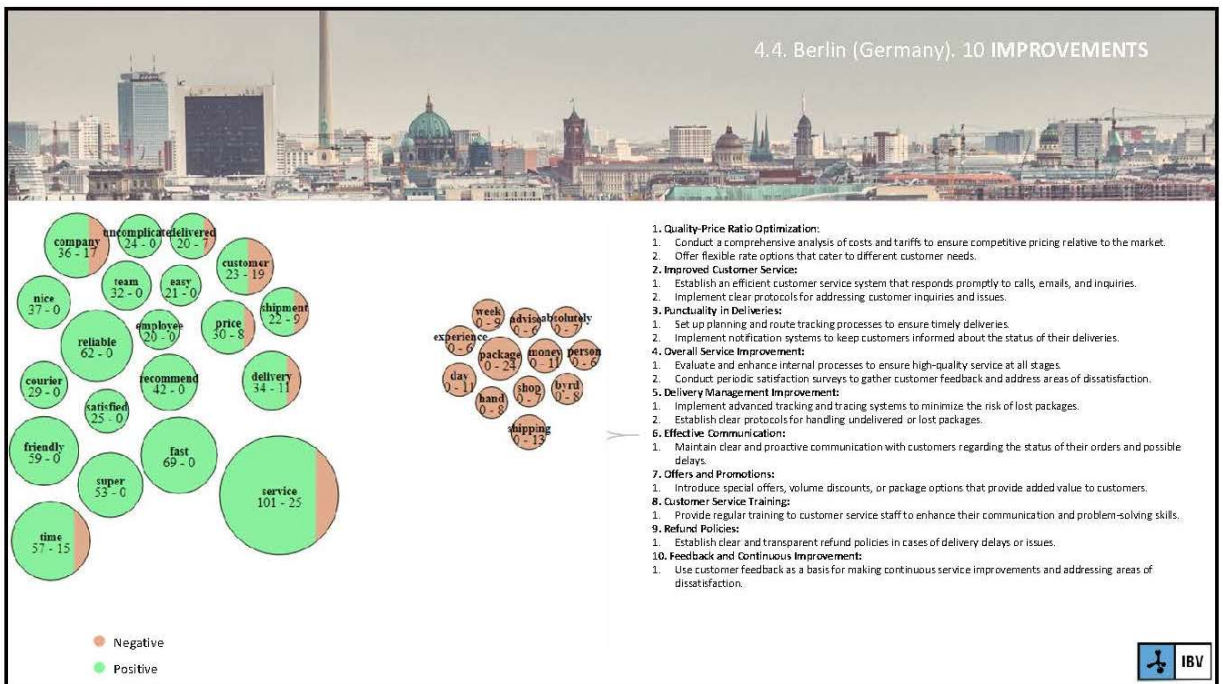 4.4. Berlin (Germany). 10 IMPROVEMENTS
company
36 - 17
uncomplicate
24 - 0
delivered
20 - 7
customer
23 - 19
team
32 - 0
easy
21 - 0
nice
37 - 0
shipment
22 - 9
employee
20 - 0
price
30 - 8
reliable
62 - 0
courier
29 - 0
recommend
42 - 0
delivery
34 - 11
satisfied
25 - 0
friendly
59 - 0
fast
69 - 0
super
53 - 0
service
101 - 25
time
57 - 15
week
0 - 9
advise
0 - 6
absolutely
0 - 7
experience
0 - 6
package
0 - 24
money
0 - 11
person
0 - 6
day
0 - 11
shop
0 - 7
byrd
0 - 8
hand
0 - 8
shipping
0 - 13
Negative
Positive
1. Quality-Price Ratio Optimization:
1. Conduct a comprehensive analysis of costs and tariffs to ensure competitive pricing relative to the market.
2. Offer flexible rate options that cater to different customer needs.
2. Improved Customer Service:
1. Establish an efficient customer service system that responds promptly to calls, emails, and inquiries.
2. Implement clear protocols for addressing customer inquiries and issues.
3. Punctuality in Deliveries:
1. Set up planning and route tracking processes to ensure timely deliveries.
2. Implement notification systems to keep customers informed about the status of their deliveries.
4. Overall Service Improvement:
1. Evaluate and enhance internal processes to ensure high-quality service at all stages.
2. Conduct periodic satisfaction surveys to gather customer feedback and address areas of dissatisfaction.
5. Delivery Management Improvement:
1. Implement advanced tracking and tracing systems to minimize the risk of lost packages.
2. Establish clear protocols for handling undelivered or lost packages.
6. Effective Communication:
1. Maintain clear and proactive communication with customers regarding the status of their orders and possible
delays.
7. Offers and Promotions:
1. Introduce special offers, volume discounts, or package options that provide added value to customers.
8. Customer Service Training:
1. Provide regular training to customer service staff to enhance their communication and problem-solving skills.
9. Refund Policies:
1. Establish clear and transparent refund policies in cases of delivery delays or issues.
10. Feedback and Continuous Improvement:
1. Use customer feedback as a basis for making continuous service improvements and addressing areas of
dissatisfaction.
IBV